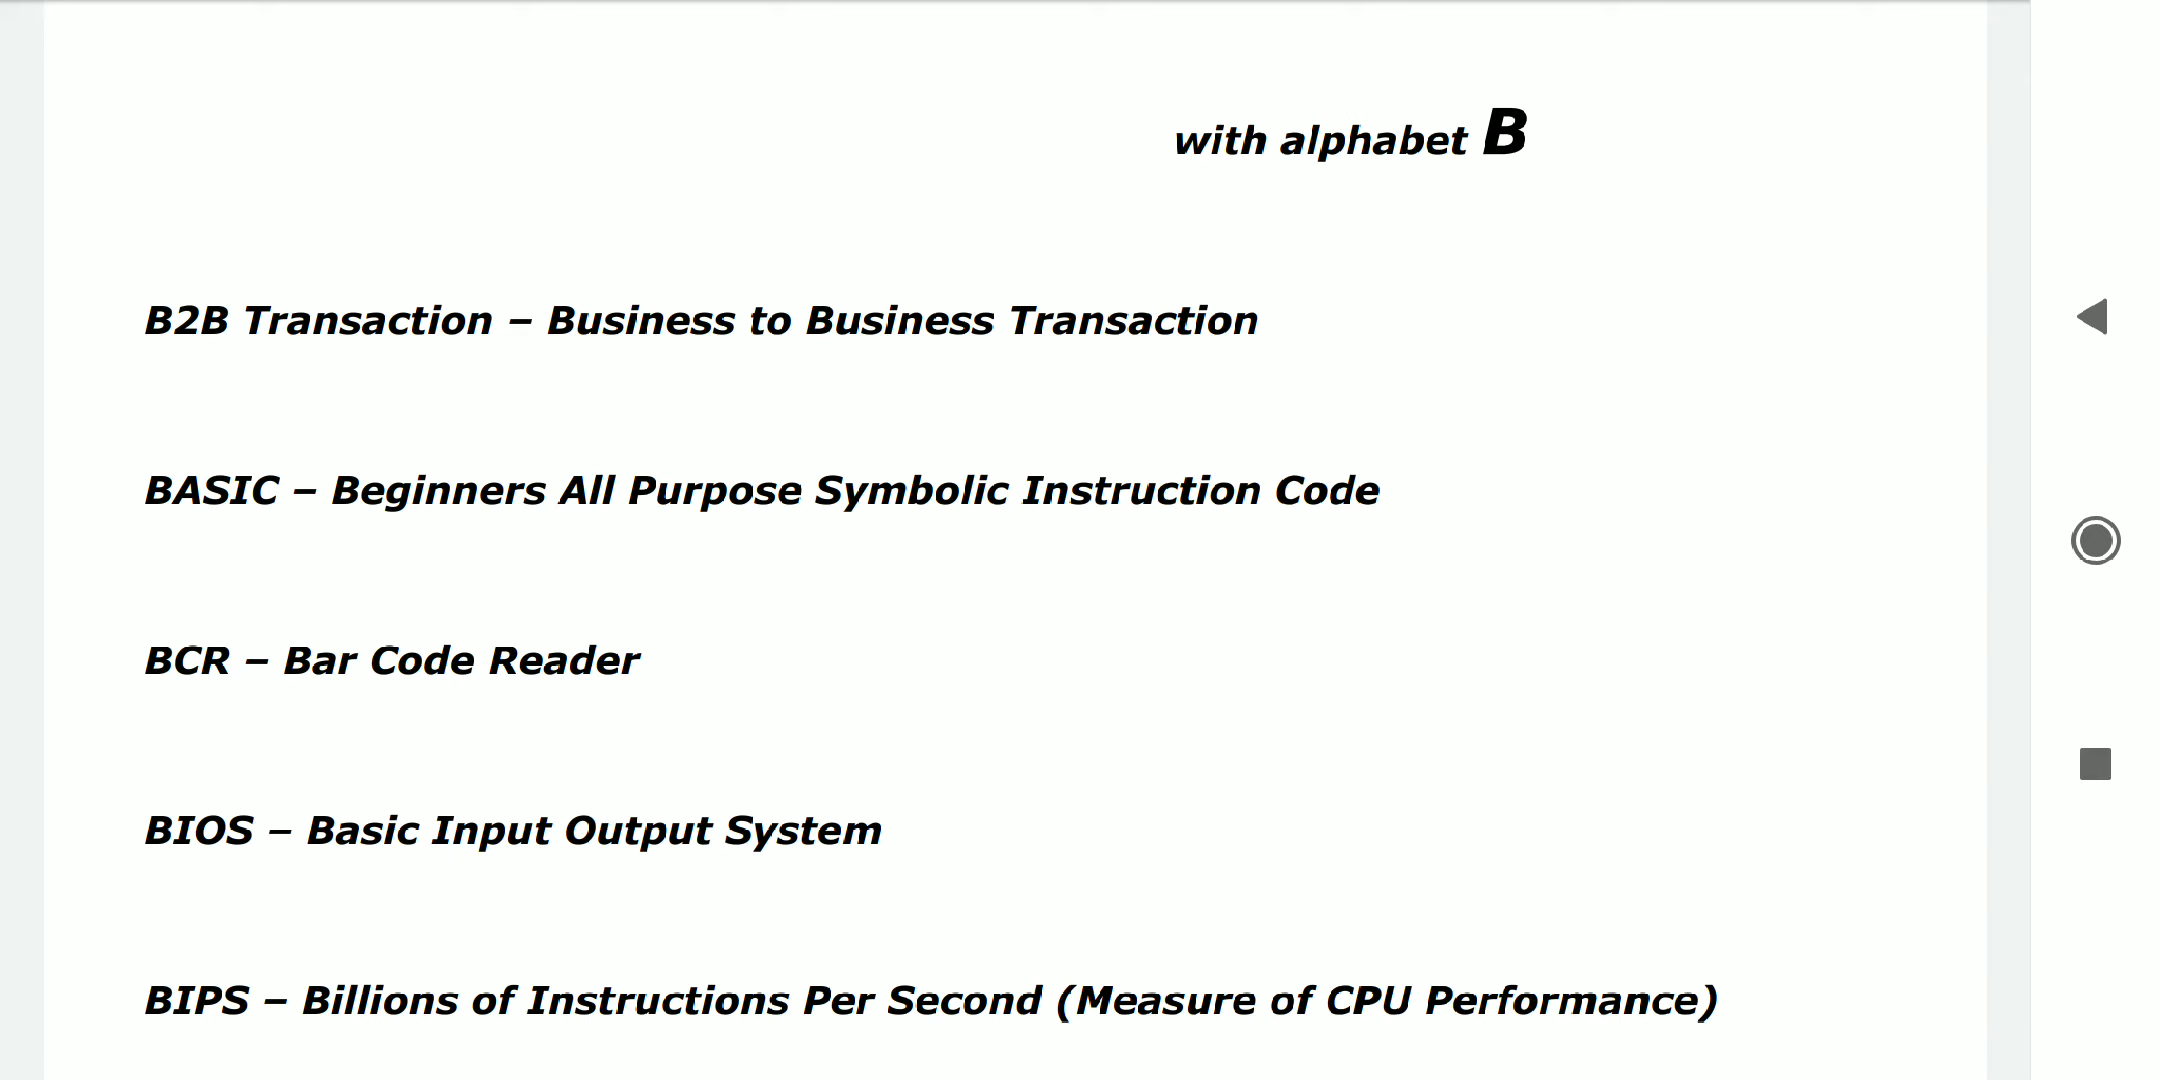 with alphabet B
B2B Transaction – Business to Business Transaction
BASIC – Beginners All Purpose Symbolic Instruction Code
BCR – Bar Code Reader
BIOS – Basic Input Output System
BIPS – Billions of Instructions Per Second (Measure of CPU Performance)